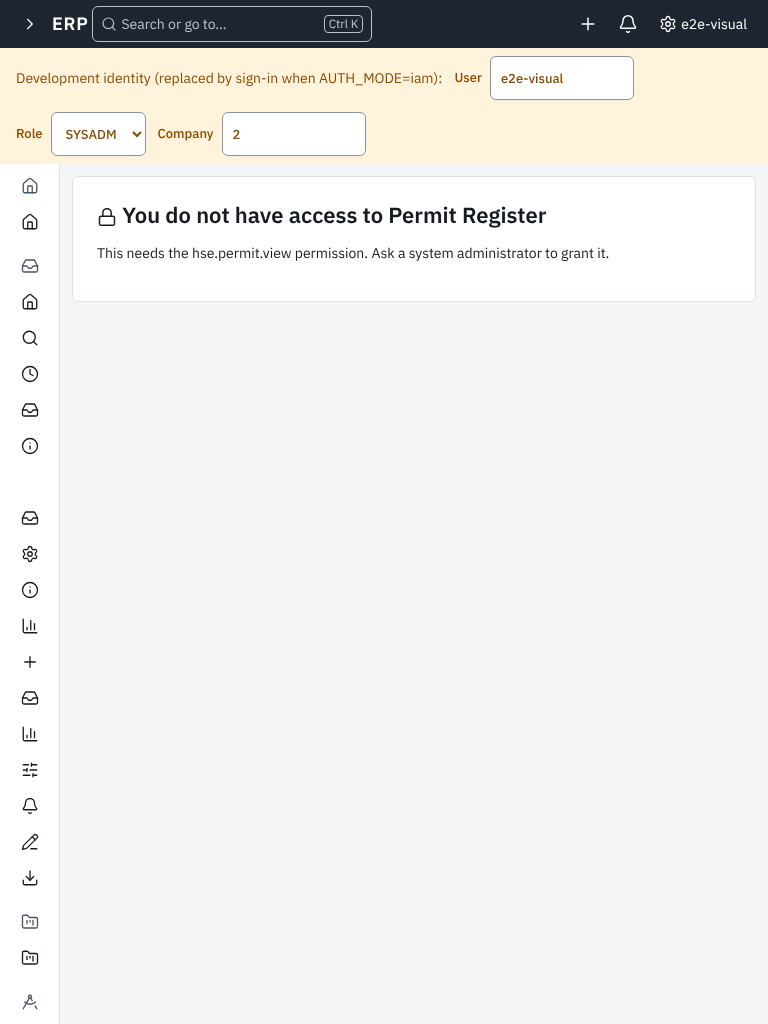 ERP Search or go to... Ctrl K e2e-visual
Development identity (replaced by sign-in when AUTH_MODE=iam): User e2e-visual
Role SYSADM Company 2
You do not have access to Permit Register
This needs the hse.permit.view permission. Ask a system administrator to grant it.